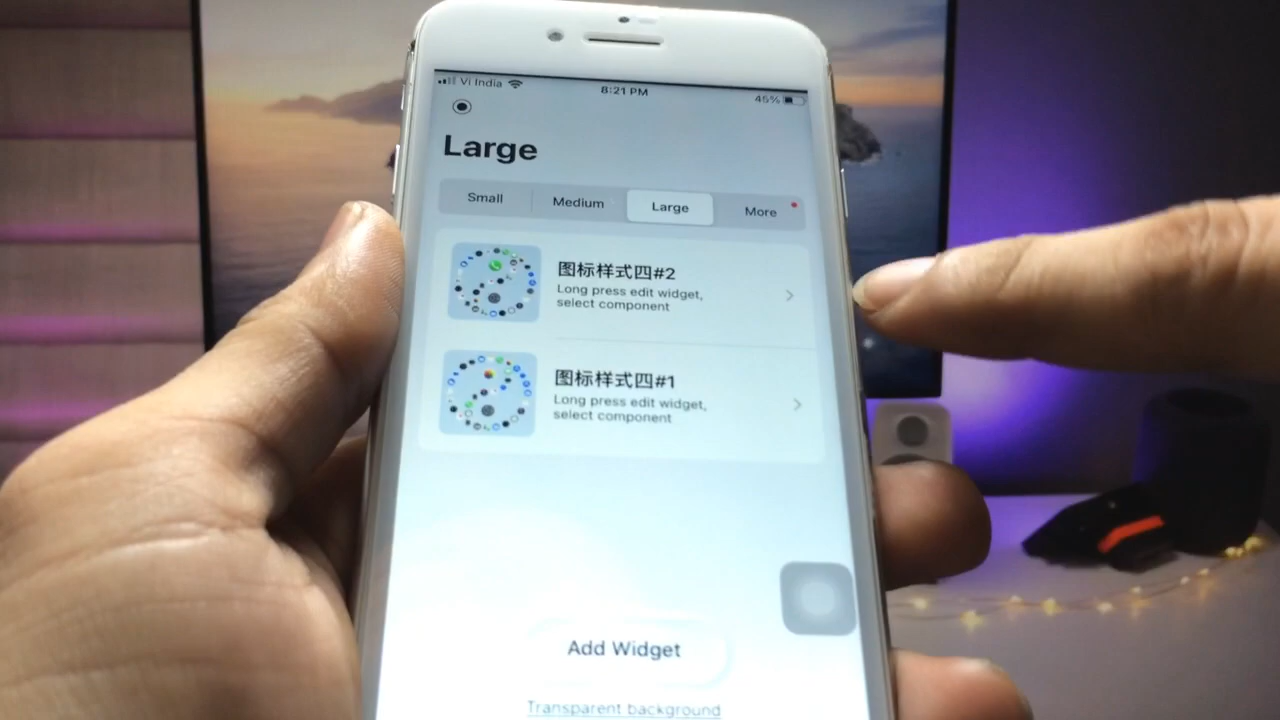 Vi India
8:21 PM
45%
Large
Small
Medium
Large
More
图标样式四#2
Long press edit widget,
select component
图标样式四#1
Long press edit widget,
select component
Add Widget
Transparent background